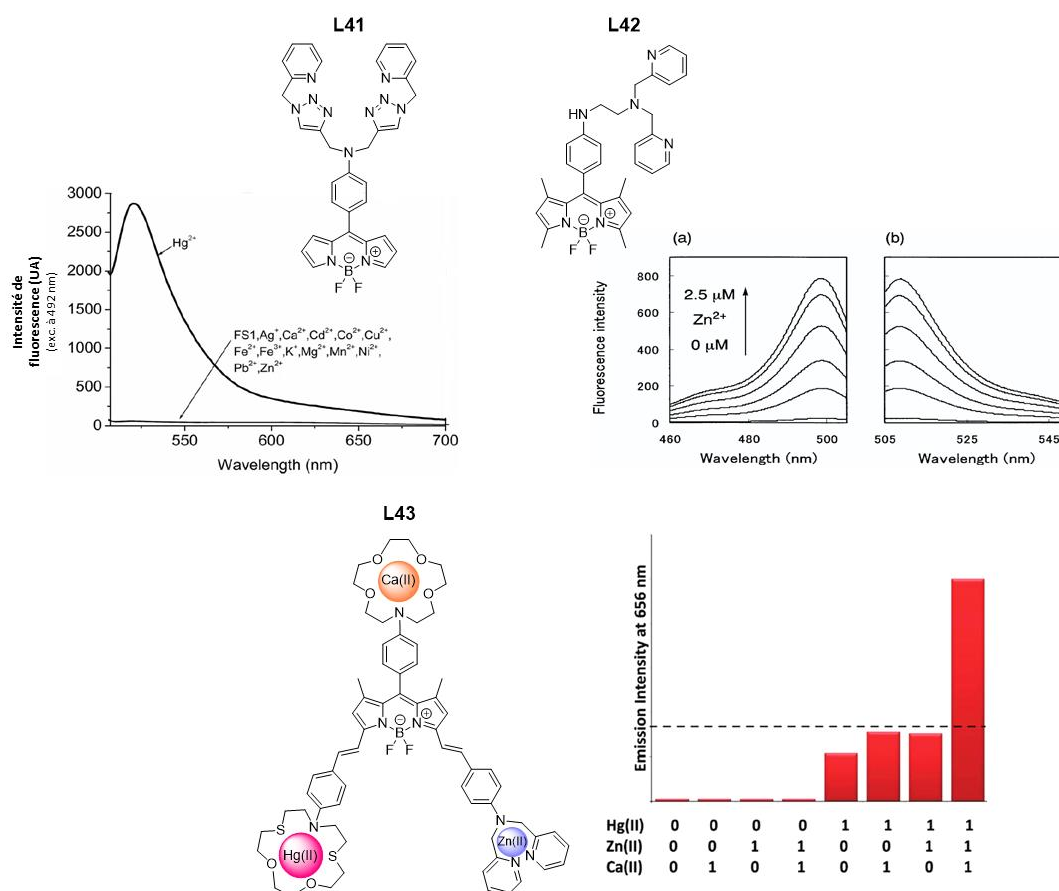 L41
L42
N
N
N
N
N
N
N
N
N
N
N
B
⊖
⊕
F F
N
HN
N
N
N
N
B
⊖
⊕
F F
Intensité de
fluorescence (UA)
(exc. à 492 nm)
3000
2500
2000
1500
1000
500
0
Hg²⁺
FS1,Ag⁺,Ca²⁺,Cd²⁺,Co²⁺,Cu²⁺,
Fe²⁺,Fe³⁺,K⁺,Mg²⁺,Mn²⁺,Ni²⁺,
Pb²⁺,Zn²⁺
550 600 650 700
Wavelength (nm)
(a) (b)
Fluorescence intensity
800
600
400
200
0
2.5 µM
Zn²⁺
0 µM
460 480 500
505 525 545
Wavelength (nm) Wavelength (nm)
L43
O O
Ca(II)
O O
N
N N
B
⊖
⊕
F F
N
S
Hg(II)
S
O
O
N
Zn(II)
N N
Emission Intensity at 656 nm
Hg(II) 0 0 0 0 1 1 1 1
Zn(II) 0 0 1 1 0 0 1 1
Ca(II) 0 1 0 1 0 1 0 1